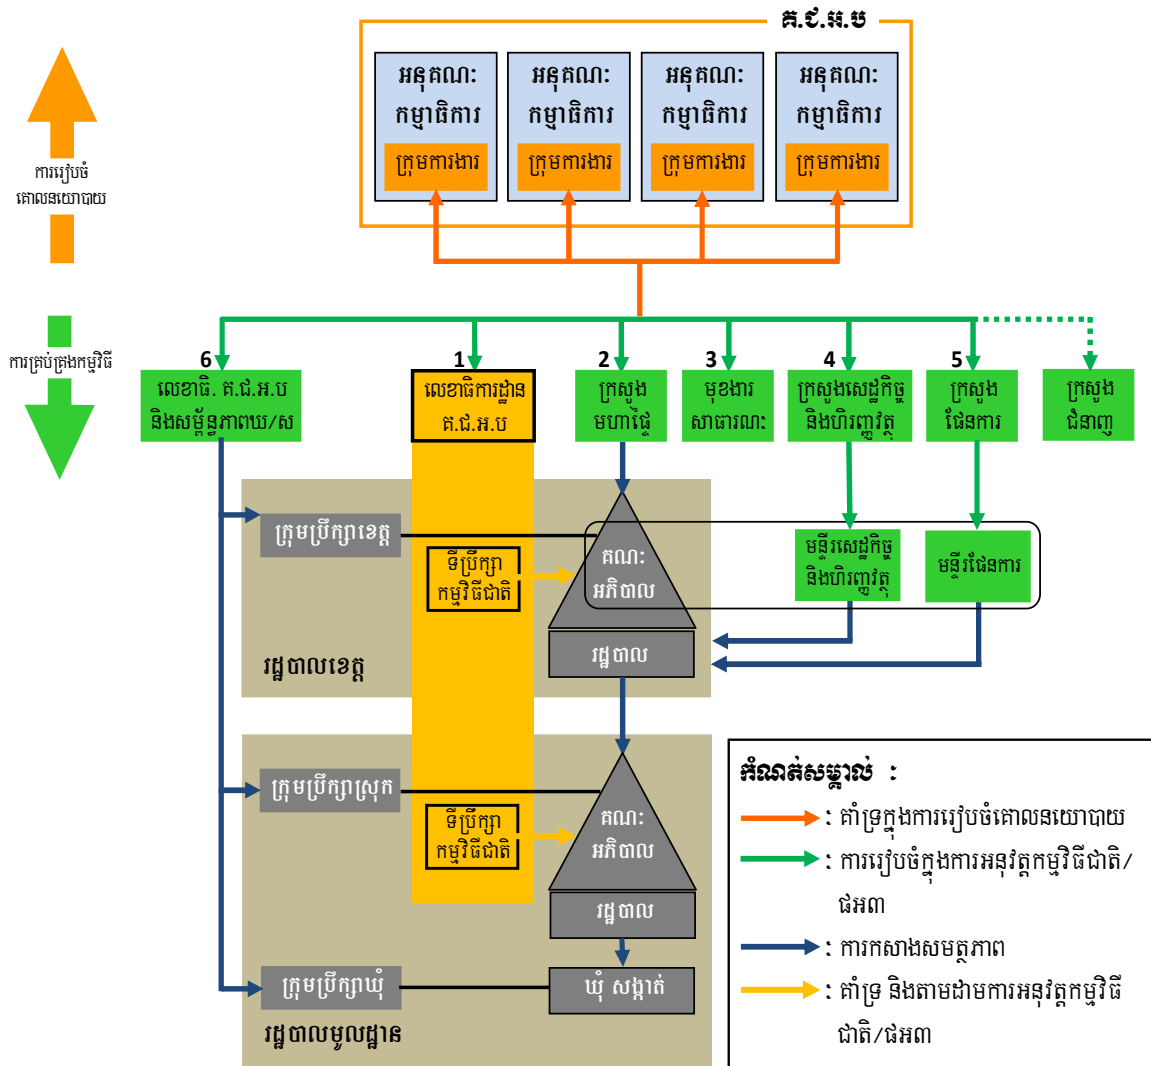 គ.ជ.អ.ប
អនុគណៈ
កម្មាធិការ
ក្រុមការងារ
អនុគណៈ
កម្មាធិការ
ក្រុមការងារ
អនុគណៈ
កម្មាធិការ
ក្រុមការងារ
អនុគណៈ
កម្មាធិការ
ក្រុមការងារ
ការរៀបចំ
គោលនយោបាយ
ការគ្រប់គ្រងកម្មវិធី
6
លេខាធិ. គ.ជ.អ.ប
និងសម្ព័ន្ធភាពឃ/ស
1
លេខាធិការដ្ឋាន
គ.ជ.អ.ប
2
ក្រសួង
មហាផ្ទៃ
3
មុខងារ
សាធារណៈ
4
ក្រសួងសេដ្ឋកិច្ច
និងហិរញ្ញវត្ថុ
5
ក្រសួង
ផែនការ
ក្រសួង
ជំនាញ
ក្រុមប្រឹក្សាខេត្ត
ទីប្រឹក្សា
កម្មវិធីជាតិ
គណៈ
អភិបាល
មន្ទីរសេដ្ឋកិច្ច
និងហិរញ្ញវត្ថុ
មន្ទីរផែនការ
រដ្ឋបាល
រដ្ឋបាលខេត្ត
ក្រុមប្រឹក្សាស្រុក
ទីប្រឹក្សា
កម្មវិធីជាតិ
គណៈ
អភិបាល
រដ្ឋបាល
ក្រុមប្រឹក្សាឃុំ
ឃុំ សង្កាត់
រដ្ឋបាលមូលដ្ឋាន
កំណត់សម្គាល់ :
: គាំទ្រក្នុងការរៀបចំគោលនយោបាយ
: ការរៀបចំក្នុងការអនុវត្តកម្មវិធីជាតិ/
ផអ៣
: ការកសាងសមត្ថភាព
: គាំទ្រ និងតាមដាមការអនុវត្តកម្មវិធី
ជាតិ/ផអ៣